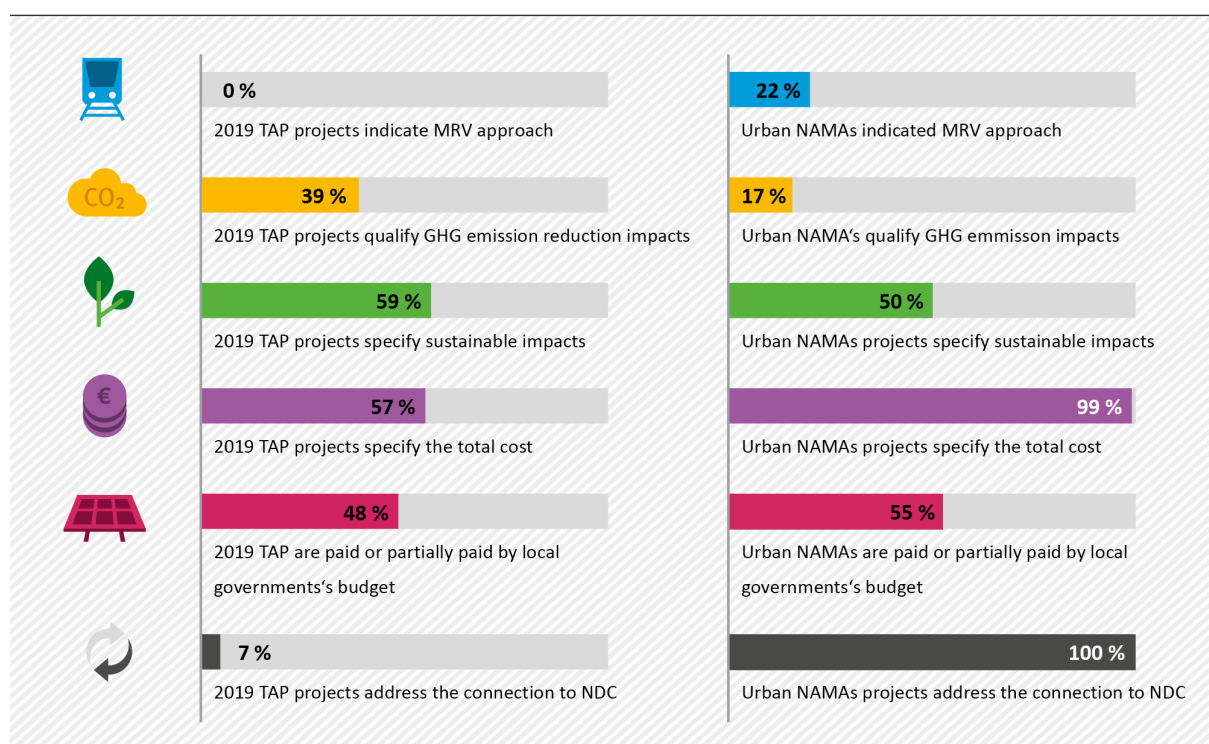 0 %
22 %
2019 TAP projects indicate MRV approach
Urban NAMAs indicated MRV approach
CO₂
39 %
17 %
2019 TAP projects qualify GHG emission reduction impacts
Urban NAMA‘s qualify GHG emmisson impacts
59 %
50 %
2019 TAP projects specify sustainable impacts
Urban NAMAs projects specify sustainable impacts
€
57 %
99 %
2019 TAP projects specify the total cost
Urban NAMAs projects specify the total cost
48 %
55 %
2019 TAP are paid or partially paid by local
governments‘s budget
Urban NAMAs are paid or partially paid by local
governments‘s budget
7 %
100 %
2019 TAP projects address the connection to NDC
Urban NAMAs projects address the connection to NDC